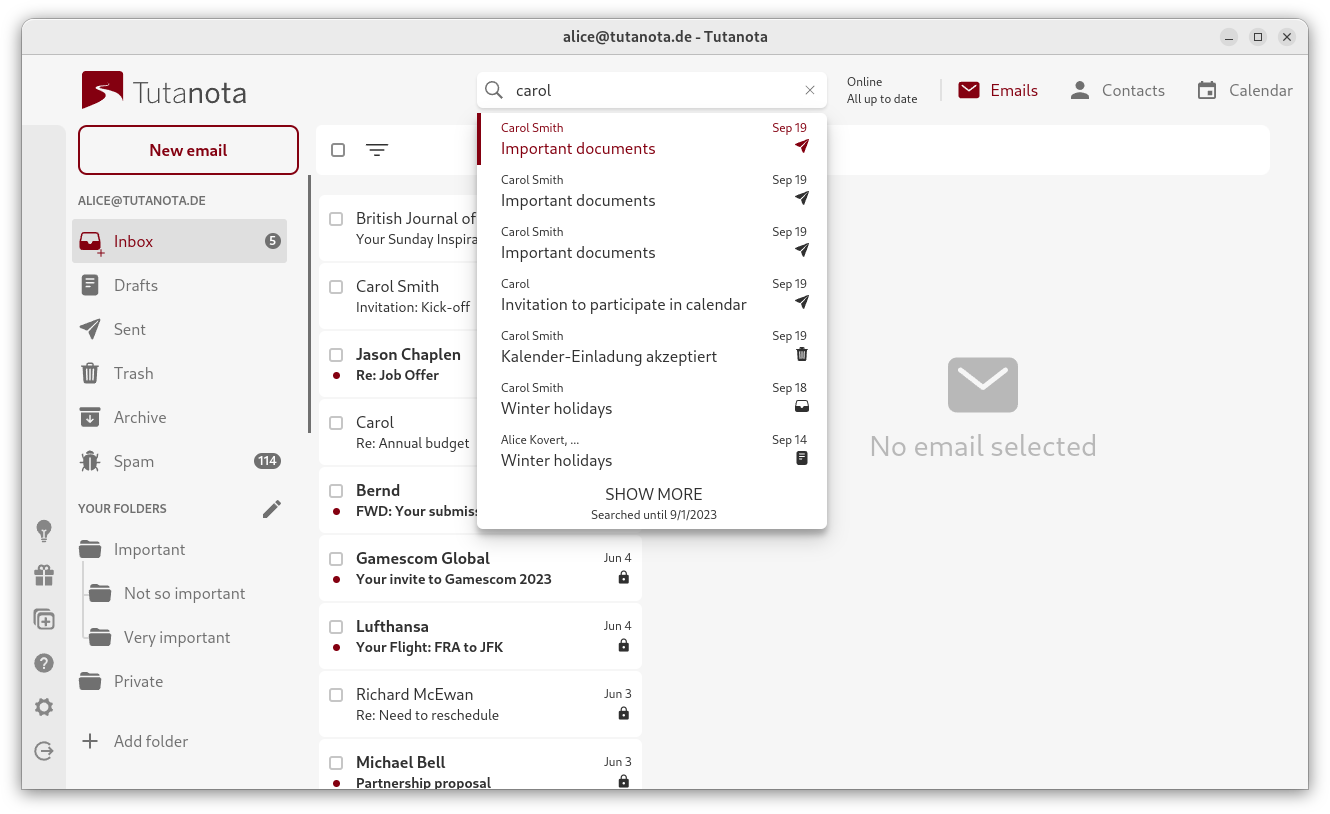 alice@tutanota.de - Tutanota
Tutanota
carol
Online
All up to date
Emails
Contacts
Calendar
New email
ALICE@TUTANOTA.DE
Inbox
5
Drafts
Sent
Trash
Archive
Spam
114
YOUR FOLDERS
Important
Not so important
Very important
Private
Add folder
British Journal of
Your Sunday Inspira
Carol Smith
Invitation: Kick-off
Jason Chaplen
Re: Job Offer
Carol
Re: Annual budget
Bernd
FWD: Your submiss
Gamescom Global
Jun 4
Your invite to Gamescom 2023
Lufthansa
Jun 4
Your Flight: FRA to JFK
Richard McEwan
Jun 3
Re: Need to reschedule
Michael Bell
Jun 3
Partnership proposal
Carol Smith
Sep 19
Important documents
Carol Smith
Sep 19
Important documents
Carol Smith
Sep 19
Important documents
Carol
Sep 19
Invitation to participate in calendar
Carol Smith
Sep 19
Kalender-Einladung akzeptiert
Carol Smith
Sep 18
Winter holidays
Alice Kovert, ...
Sep 14
Winter holidays
SHOW MORE
Searched until 9/1/2023
No email selected